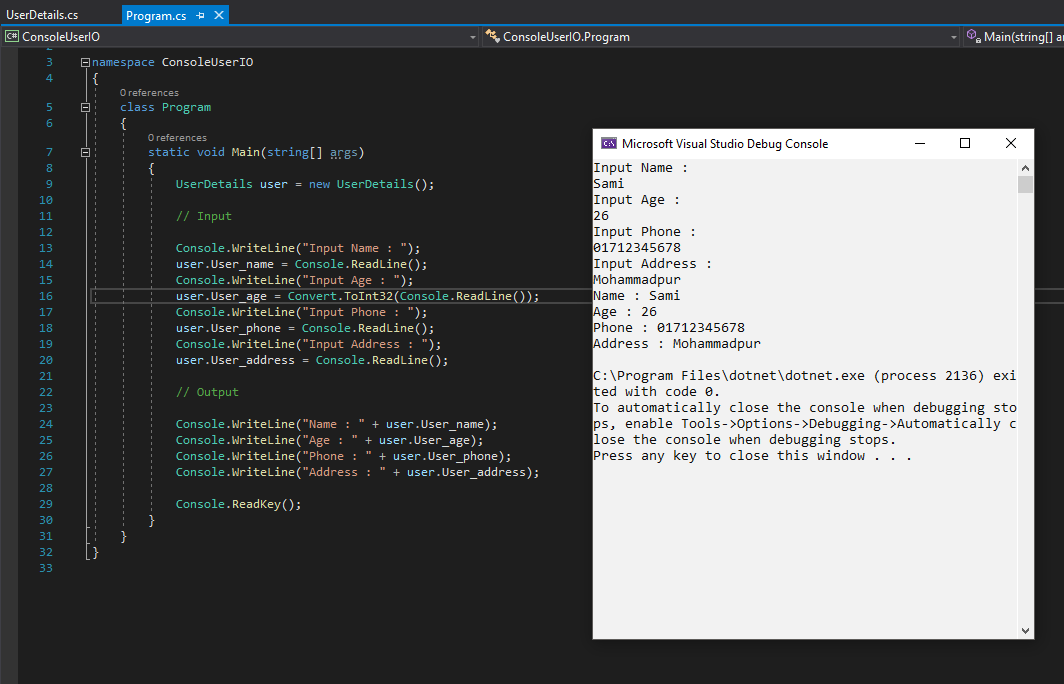 UserDetails.cs
Program.cs
C# ConsoleUserIO
ConsoleUserIO.Program
Main(string[] ar
3 namespace ConsoleUserIO
4 {
0 references
5 class Program
6 {
0 references
7 static void Main(string[] args)
8 {
9 UserDetails user = new UserDetails();
10
11 // Input
12
13 Console.WriteLine("Input Name : ");
14 user.User_name = Console.ReadLine();
15 Console.WriteLine("Input Age : ");
16 user.User_age = Convert.ToInt32(Console.ReadLine());
17 Console.WriteLine("Input Phone : ");
18 user.User_phone = Console.ReadLine();
19 Console.WriteLine("Input Address : ");
20 user.User_address = Console.ReadLine();
21
22 // Output
23
24 Console.WriteLine("Name : " + user.User_name);
25 Console.WriteLine("Age : " + user.User_age);
26 Console.WriteLine("Phone : " + user.User_phone);
27 Console.WriteLine("Address : " + user.User_address);
28
29 Console.ReadKey();
30 }
31 }
32 }
33
C:\ Microsoft Visual Studio Debug Console
Input Name :
Sami
Input Age :
26
Input Phone :
01712345678
Input Address :
Mohammadpur
Name : Sami
Age : 26
Phone : 01712345678
Address : Mohammadpur
C:\Program Files\dotnet\dotnet.exe (process 2136) exi
ted with code 0.
To automatically close the console when debugging sto
ps, enable Tools->Options->Debugging->Automatically c
lose the console when debugging stops.
Press any key to close this window . . .